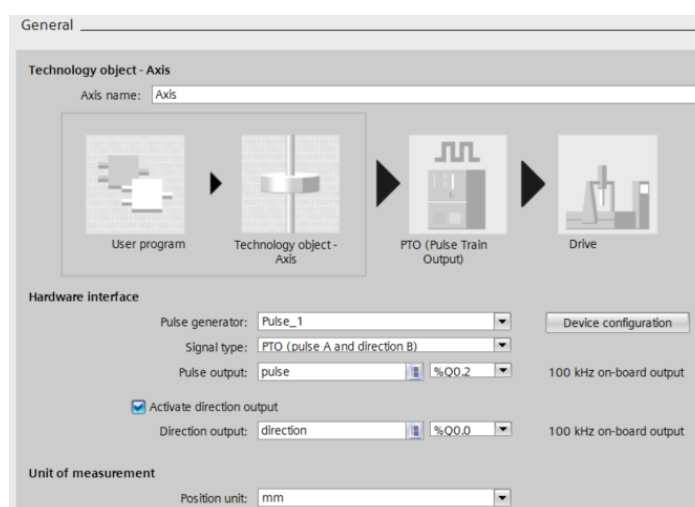 General
Technology object - Axis
Axis name: Axis
User program
Technology object -
Axis
PTO (Pulse Train
Output)
Drive
Hardware interface
Pulse generator: Pulse_1 Device configuration
Signal type: PTO (pulse A and direction B)
Pulse output: pulse %Q0.2 100 kHz on-board output
Activate direction output
Direction output: direction %Q0.0 100 kHz on-board output
Unit of measurement
Position unit: mm